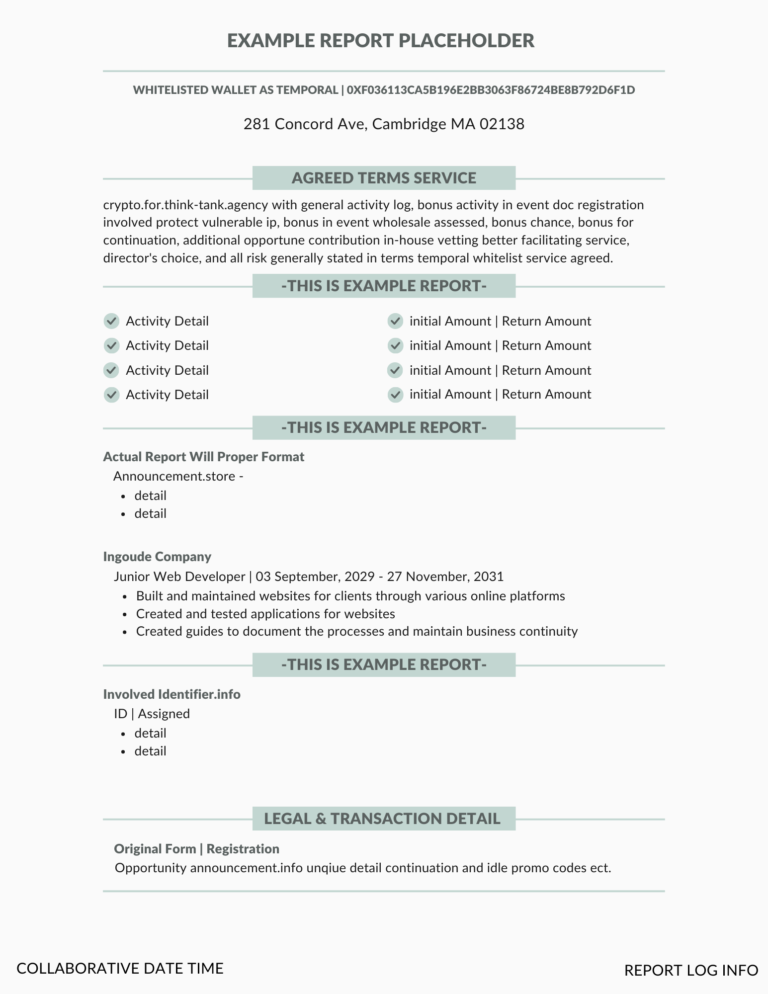 EXAMPLE REPORT PLACEHOLDER
WHITELISTED WALLET AS TEMPORAL | 0XF036113CA5B196E2BB3063F86724BE8B792D6F1D
281 Concord Ave, Cambridge MA 02138
AGREED TERMS SERVICE
crypto.for.think-tank.agency with general activity log, bonus activity in event doc registration
involved protect vulnerable ip, bonus in event wholesale assessed, bonus chance, bonus for
continuation, additional opportune contribution in-house vetting better facilitating service,
director's choice, and all risk generally stated in terms temporal whitelist service agreed.
-THIS IS EXAMPLE REPORT-
Activity Detail
Activity Detail
Activity Detail
Activity Detail
initial Amount | Return Amount
initial Amount | Return Amount
initial Amount | Return Amount
initial Amount | Return Amount
-THIS IS EXAMPLE REPORT-
Actual Report Will Proper Format
Announcement.store -
• detail
• detail
Ingoude Company
Junior Web Developer | 03 September, 2029 - 27 November, 2031
• Built and maintained websites for clients through various online platforms
• Created and tested applications for websites
• Created guides to document the processes and maintain business continuity
-THIS IS EXAMPLE REPORT-
Involved Identifier.info
ID | Assigned
• detail
• detail
LEGAL & TRANSACTION DETAIL
Original Form | Registration
Opportunity announcement.info unqiue detail continuation and idle promo codes ect.
COLLABORATIVE DATE TIME
REPORT LOG INFO